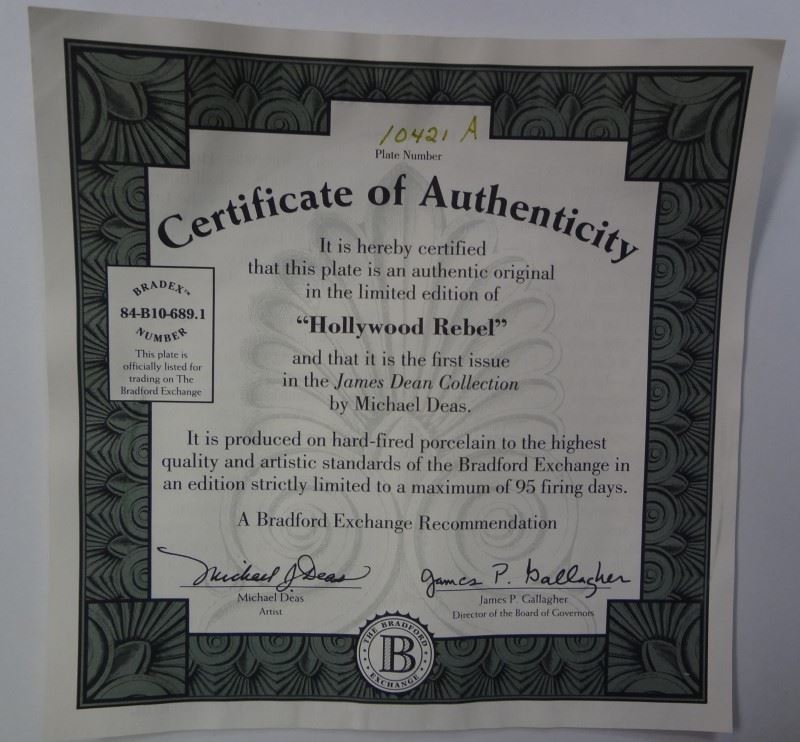 10421 A
Plate Number
Certificate of Authenticity
It is hereby certified
that this plate is an authentic original
in the limited edition of
“Hollywood Rebel”
and that it is the first issue
in the James Dean Collection
by Michael Deas.
BRADEX™
84-B10-689.1
NUMBER
This plate is
officially listed for
trading on The
Bradford Exchange
It is produced on hard-fired porcelain to the highest
quality and artistic standards of the Bradford Exchange in
an edition strictly limited to a maximum of 95 firing days.
A Bradford Exchange Recommendation
Michael J Deas
Michael Deas
Artist
James P. Gallagher
James P. Gallagher
Director of the Board of Governors
THE BRADFORD
B
EXCHANGE